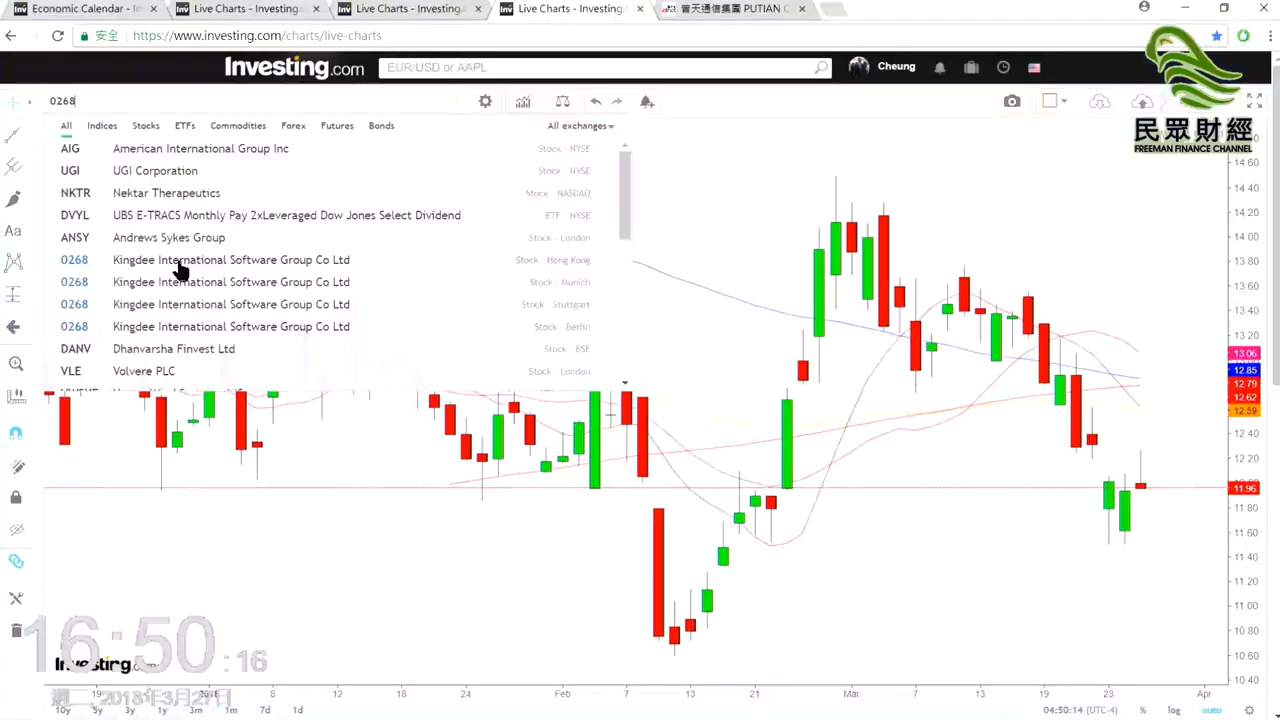 Economic Calendar - In
Live Charts - Investing.
Live Charts - Investing.
Live Charts - Investing.
普天通信集團 PUTIAN C
安全
https://www.investing.com/charts/live-charts
Investing.com
EUR/USD or AAPL
Cheung
0268
民眾財經
FREEMAN FINANCE CHANNEL
All Indices Stocks ETFs Commodities Forex Futures Bonds All exchanges
AIG American International Group Inc Stock - NYSE
UGI UGI Corporation Stock - NYSE
NKTR Nektar Therapeutics Stock - NASDAQ
DVYL UBS E-TRACS Monthly Pay 2xLeveraged Dow Jones Select Dividend ETF - NYSE
ANSY Andrews Sykes Group Stock - London
0268 Kingdee International Software Group Co Ltd Stock - Hong Kong
0268 Kingdee International Software Group Co Ltd Stock - Munich
0268 Kingdee International Software Group Co Ltd Stock - Stuttgart
0268 Kingdee International Software Group Co Ltd Stock - Berlin
DANV Dhanvarsha Finvest Ltd Stock - BSE
VLE Volvere PLC Stock - London
14.60
14.40
14.20
14.00
13.80
13.60
13.40
13.20
13.06
12.85
12.79
12.62
12.59
12.40
12.20
11.96
11.80
11.60
11.40
11.20
11.00
10.80
10.60
10.40
16:50:16
Investing.com
19 8 12 18 24 Feb 7 13 21 Mar 7 13 19 23 Apr
週二, 2018年3月27日
10y 5y 3y 1y 3m 1m 7d 1d
04:50:14 (UTC-4) % log auto